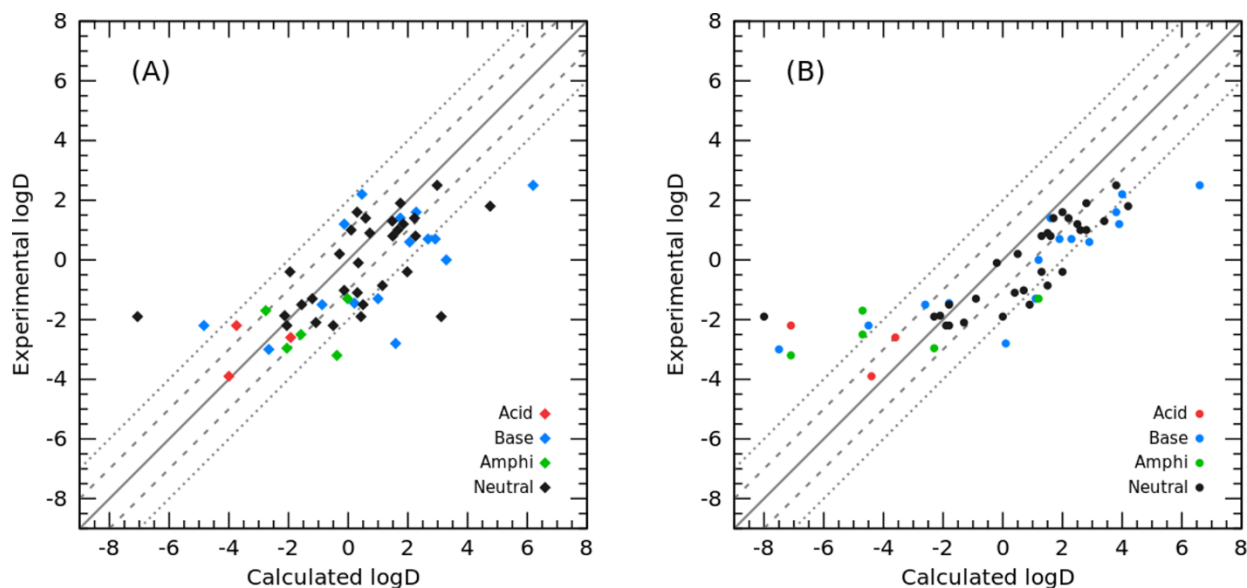 (A)
Experimental logD
8
6
4
2
0
-2
-4
-6
-8
-8 -6 -4 -2 0 2 4 6 8
Calculated logD
Acid
Base
Amphi
Neutral
(B)
Experimental logD
8
6
4
2
0
-2
-4
-6
-8
-8 -6 -4 -2 0 2 4 6 8
Calculated logD
Acid
Base
Amphi
Neutral